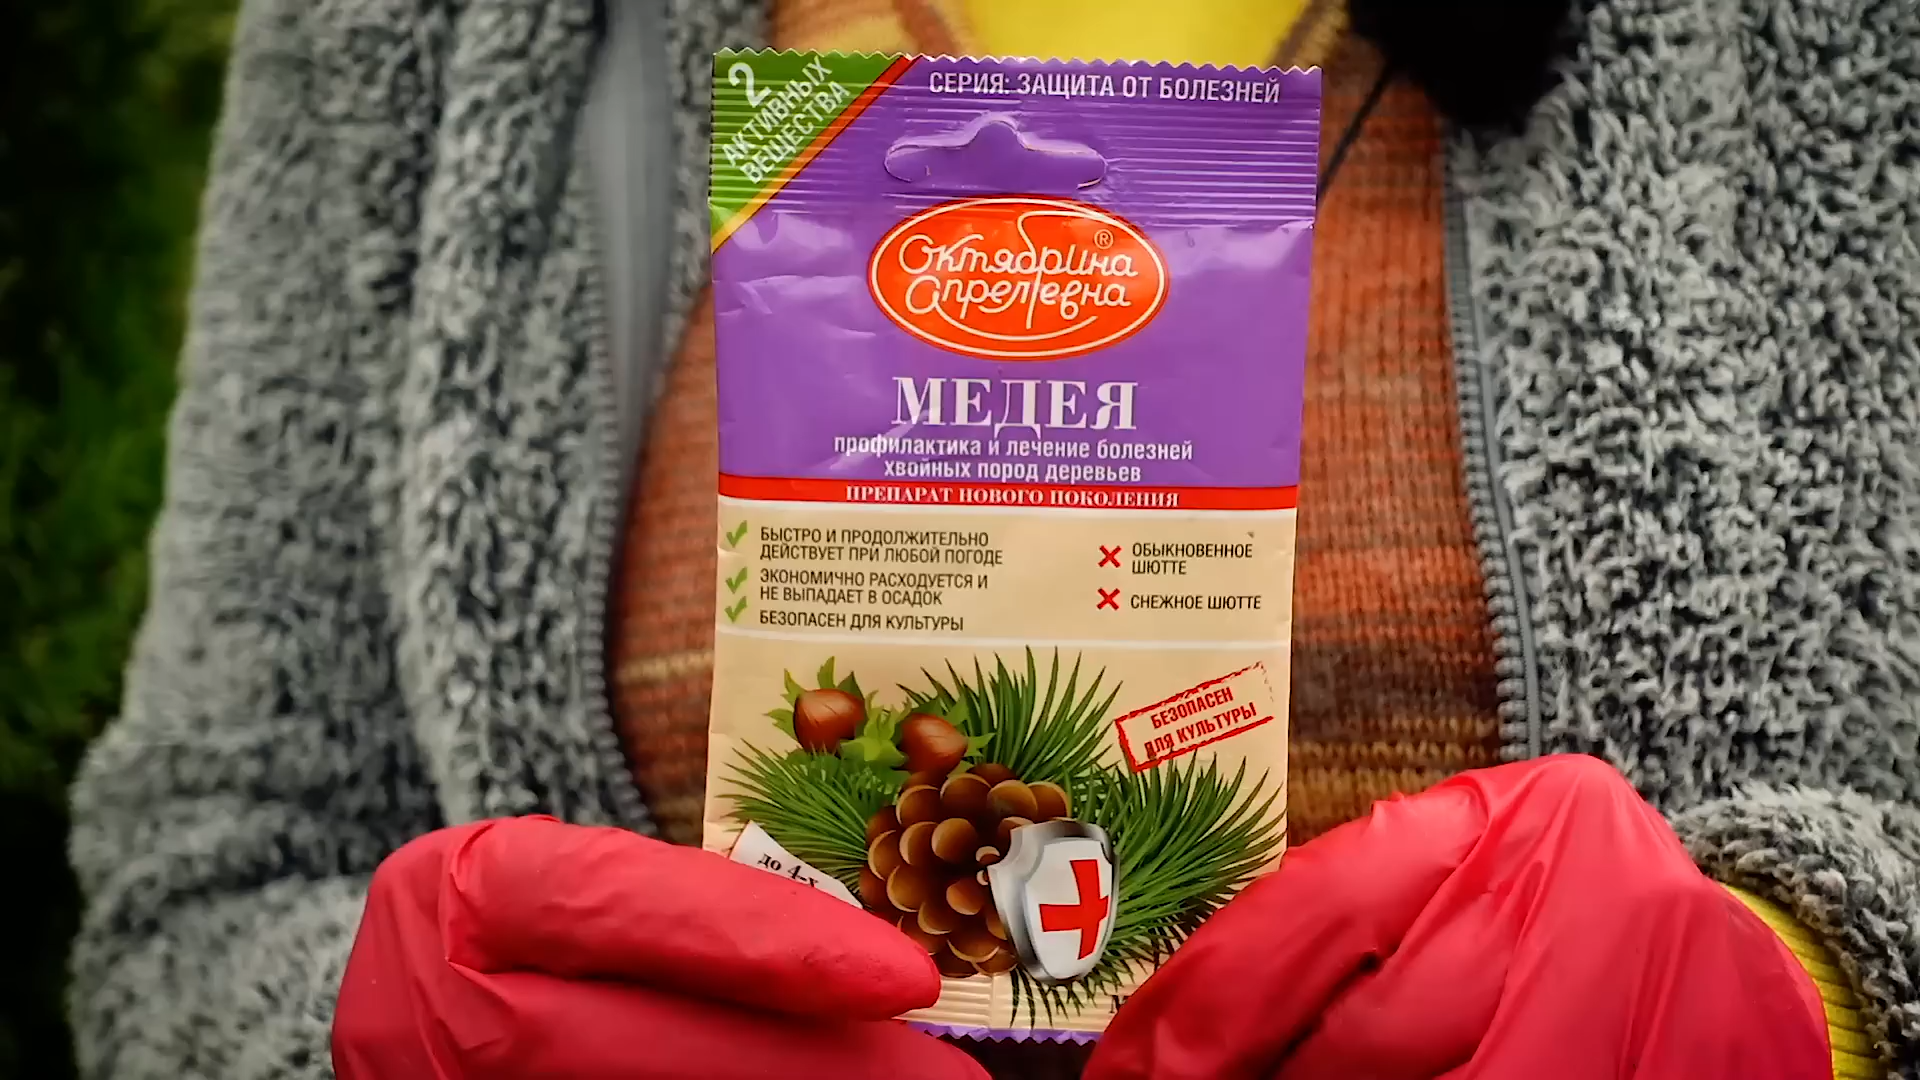 2
АКТИВНЫХ
ВЕЩЕСТВА
СЕРИЯ: ЗАЩИТА ОТ БОЛЕЗНЕЙ
Октябрина ®
Апрелевна
МЕДЕЯ
профилактика и лечение болезней
хвойных пород деревьев
ПРЕПАРАТ НОВОГО ПОКОЛЕНИЯ
БЫСТРО И ПРОДОЛЖИТЕЛЬНО
ДЕЙСТВУЕТ ПРИ ЛЮБОЙ ПОГОДЕ
ЭКОНОМИЧНО РАСХОДУЕТСЯ И
НЕ ВЫПАДАЕТ В ОСАДОК
БЕЗОПАСЕН ДЛЯ КУЛЬТУРЫ
ОБЫКНОВЕННОЕ
ШЮТТЕ
СНЕЖНОЕ ШЮТТЕ
БЕЗОПАСЕН
ДЛЯ КУЛЬТУРЫ
до 4-х